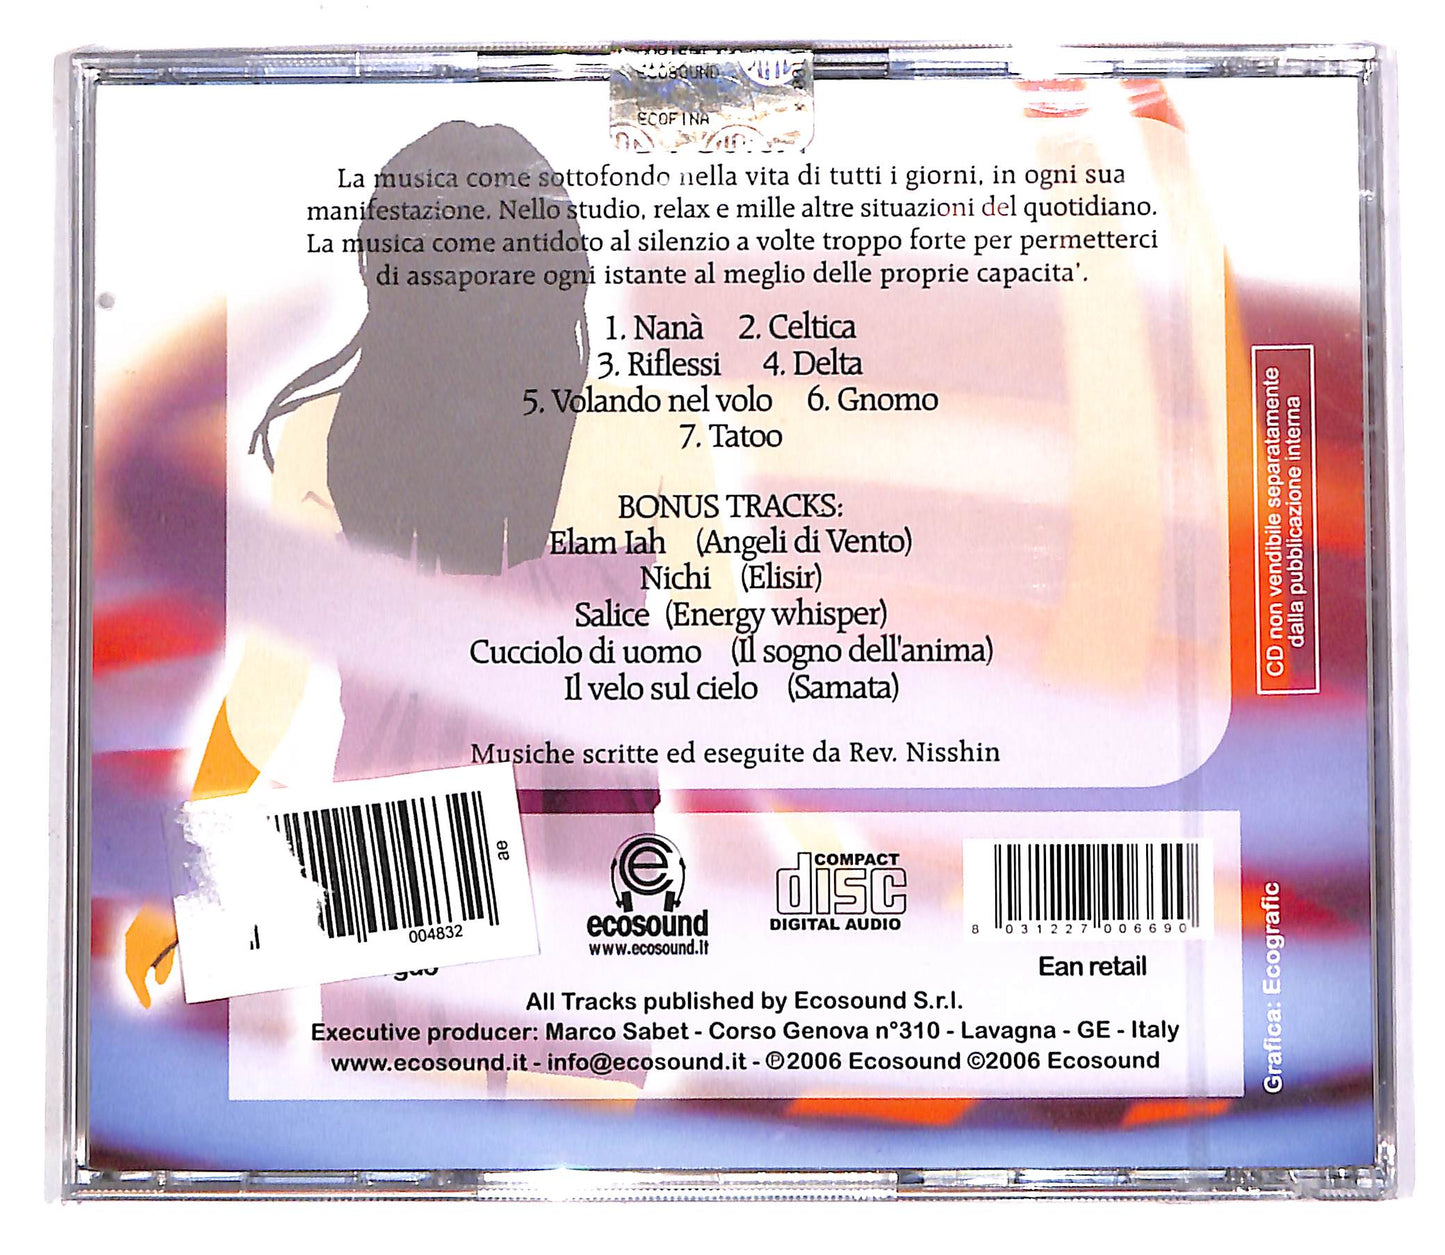 ECOSOUND
ECOFINA
La musica come sottofondo nella vita di tutti i giorni, in ogni sua
manifestazione. Nello studio, relax e mille altre situazioni del quotidiano.
La musica come antidoto al silenzio a volte troppo forte per permetterci
di assaporare ogni istante al meglio delle proprie capacita'.
1. Nanà 2. Celtica
3. Riflessi 4. Delta
5. Volando nel volo 6. Gnomo
7. Tatoo
BONUS TRACKS:
Elam Iah (Angeli di Vento)
Nichi (Elisir)
Salice (Energy whisper)
Cucciolo di uomo (Il sogno dell'anima)
Il velo sul cielo (Samata)
Musiche scritte ed eseguite da Rev. Nisshin
CD non vendibile separatamente
dalla pubblicazione interna
ae
004832
e
ecosound
www.ecosound.it
COMPACT
disc
DIGITAL AUDIO
8 031227 006690
Ean retail
All Tracks published by Ecosound S.r.l.
Executive producer: Marco Sabet - Corso Genova n°310 - Lavagna - GE - Italy
www.ecosound.it - info@ecosound.it - ℗2006 Ecosound ©2006 Ecosound
Grafica: Ecografic